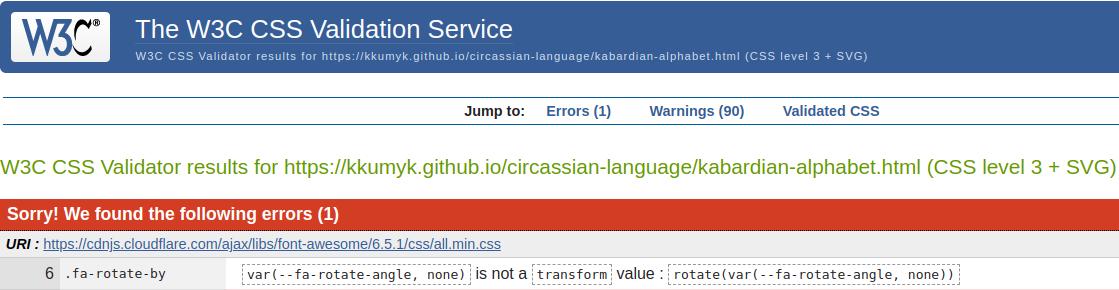 W3C®
The W3C CSS Validation Service
W3C CSS Validator results for https://kkumyk.github.io/circassian-language/kabardian-alphabet.html (CSS level 3 + SVG)
Jump to: Errors (1) Warnings (90) Validated CSS
W3C CSS Validator results for https://kkumyk.github.io/circassian-language/kabardian-alphabet.html (CSS level 3 + SVG)
Sorry! We found the following errors (1)
URI : https://cdnjs.cloudflare.com/ajax/libs/font-awesome/6.5.1/css/all.min.css
6 .fa-rotate-by var(--fa-rotate-angle, none) is not a transform value : rotate(var(--fa-rotate-angle, none))